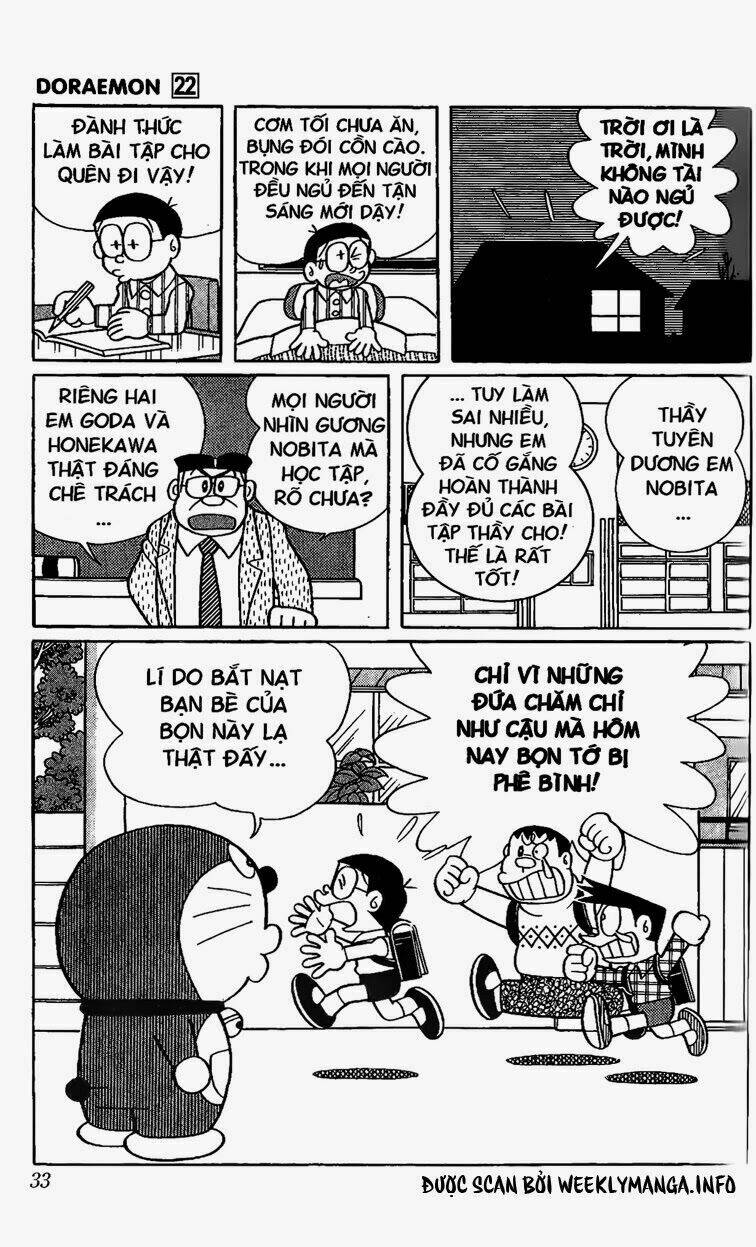 DORAEMON 22
TRỜI ƠI LÀ
TRỜI, MÌNH
KHÔNG TÀI
NÀO NGỦ
ĐƯỢC!
CƠM TỐI CHƯA ĂN,
BỤNG ĐÓI CỒN CÀO.
TRONG KHI MỌI NGƯỜI
ĐỀU NGỦ ĐẾN TẬN
SÁNG MỚI DẬY!
ĐÀNH THỨC
LÀM BÀI TẬP CHO
QUÊN ĐI VẬY!
THẦY
TUYÊN
DƯƠNG EM
NOBITA
...
... TUY LÀM
SAI NHIỀU,
NHƯNG EM
ĐÃ CỐ GẮNG
HOÀN THÀNH
ĐẦY ĐỦ CÁC BÀI
TẬP THẦY CHO!
THẾ LÀ RẤT
TỐT!
MỌI NGƯỜI
NHÌN GƯƠNG
NOBITA MÀ
HỌC TẬP,
RÕ CHƯA?
RIÊNG HAI
EM GODA VÀ
HONEKAWA
THẬT ĐÁNG
CHÊ TRÁCH
...
CHỈ VÌ NHỮNG
ĐỨA CHĂM CHỈ
NHƯ CẬU MÀ HÔM
NAY BỌN TỚ BỊ
PHÊ BÌNH!
LÍ DO BẮT NẠT
BẠN BÈ CỦA
BỌN NÀY LẠ
THẬT ĐẤY...
33
ĐƯỢC SCAN BỞI WEEKLYMANGA.INFO